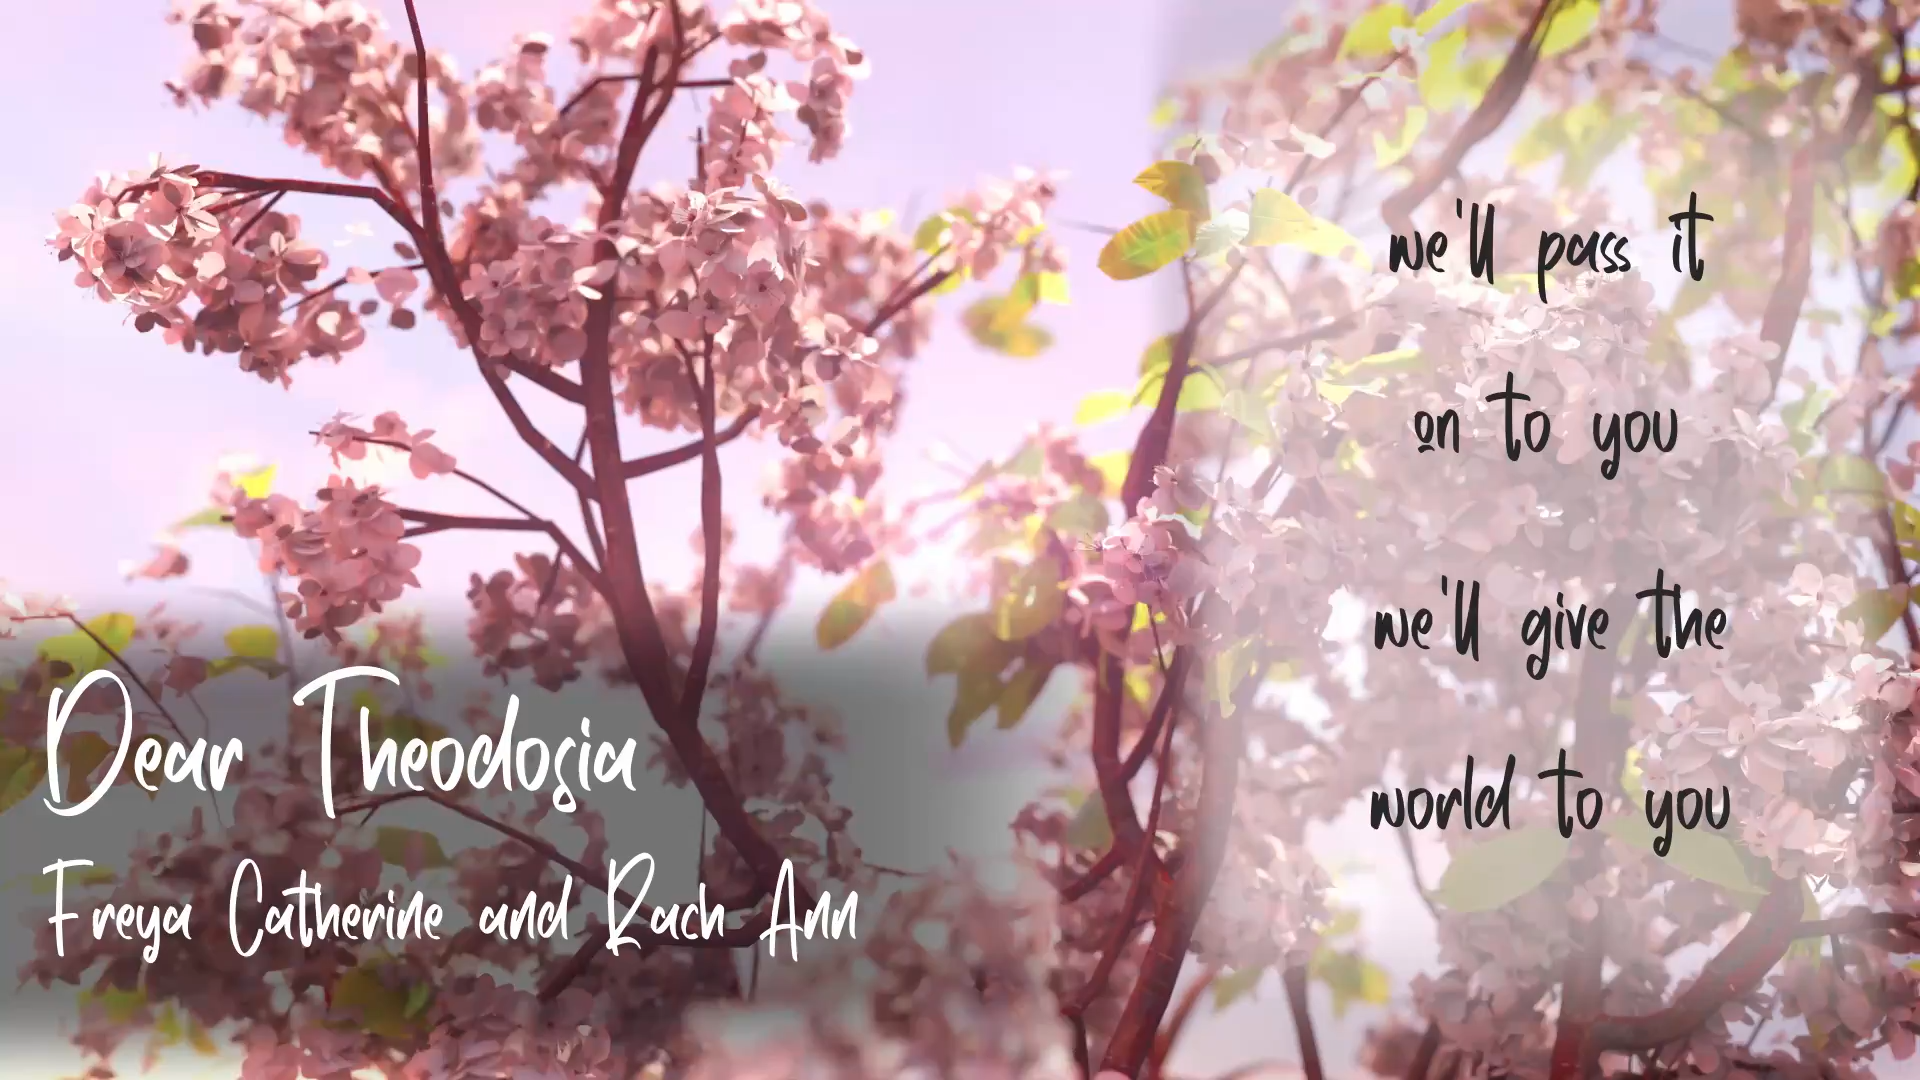 Dear Theodosia
Freya Catherine and Rach Ann
we'll pass it
on to you
we'll give the
world to you